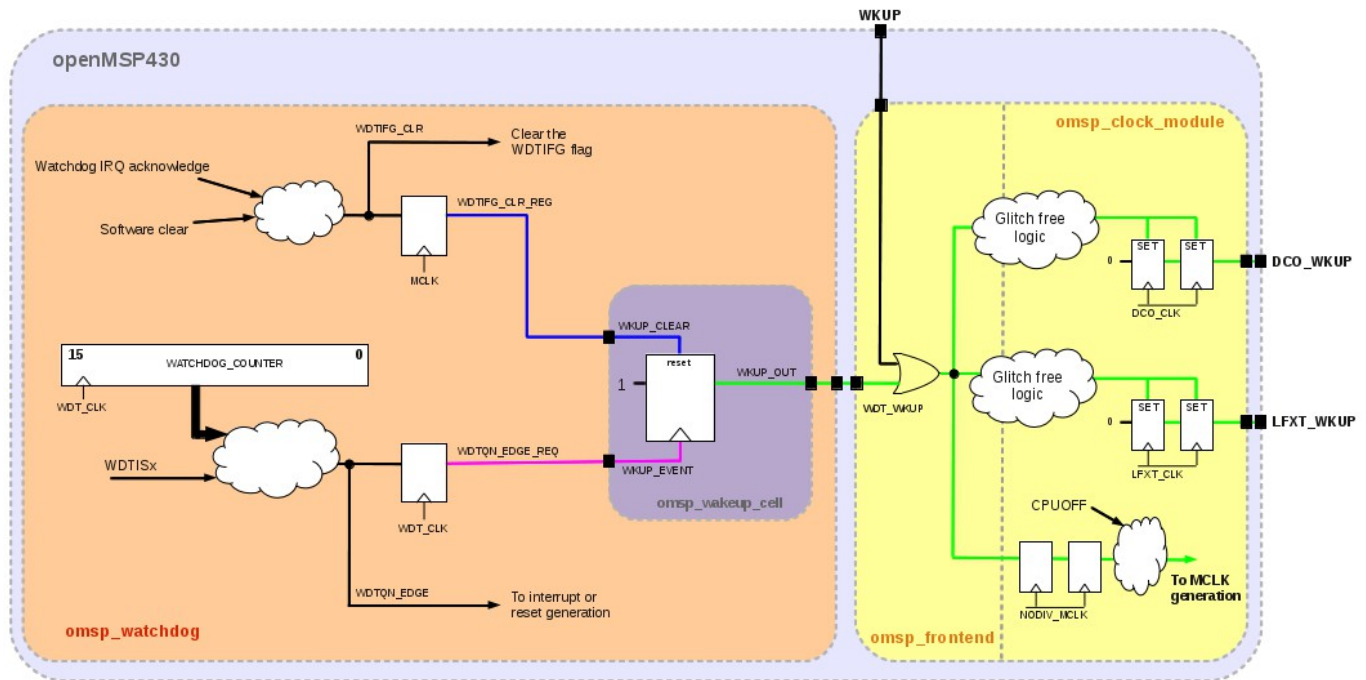 WKUP
openMSP430
omsp_clock_module
WDTIFG_CLR
Clear the
WDTIFG flag
Watchdog IRQ acknowledge
Software clear
WDTIFG_CLR_REG
MCLK
Glitch free
logic
SET
SET
0
DCO_WKUP
DCO_CLK
WKUP_CLEAR
reset
1
WKUP_OUT
WDT_WKUP
WKUP_EVENT
omsp_wakeup_cell
15
0
WATCHDOG_COUNTER
WDT_CLK
WDTISx
WDTQN_EDGE_REQ
WDT_CLK
Glitch free
logic
SET
SET
0
LFXT_WKUP
LFXT_CLK
CPUOFF
NODIV_MCLK
To MCLK
generation
WDTQN_EDGE
To interrupt or
reset generation
omsp_watchdog
omsp_frontend